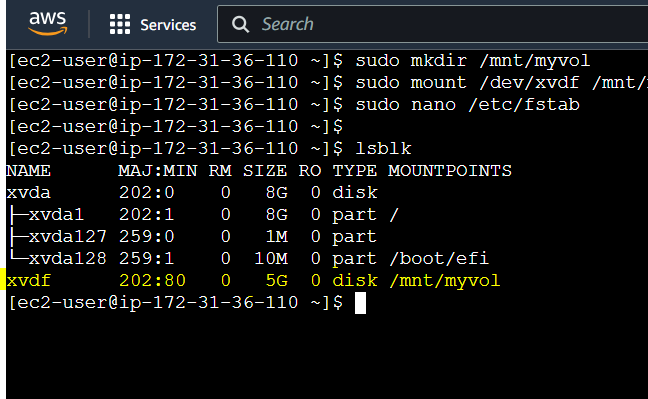 aws
Services
Search
[ec2-user@ip-172-31-36-110 ~]$ sudo mkdir /mnt/myvol
[ec2-user@ip-172-31-36-110 ~]$ sudo mount /dev/xvdf /mnt/
[ec2-user@ip-172-31-36-110 ~]$ sudo nano /etc/fstab
[ec2-user@ip-172-31-36-110 ~]$
[ec2-user@ip-172-31-36-110 ~]$ lsblk
NAME MAJ:MIN RM SIZE RO TYPE MOUNTPOINTS
xvda 202:0 0 8G 0 disk
├─xvda1 202:1 0 8G 0 part /
├─xvda127 259:0 0 1M 0 part
└─xvda128 259:1 0 10M 0 part /boot/efi
xvdf 202:80 0 5G 0 disk /mnt/myvol
[ec2-user@ip-172-31-36-110 ~]$